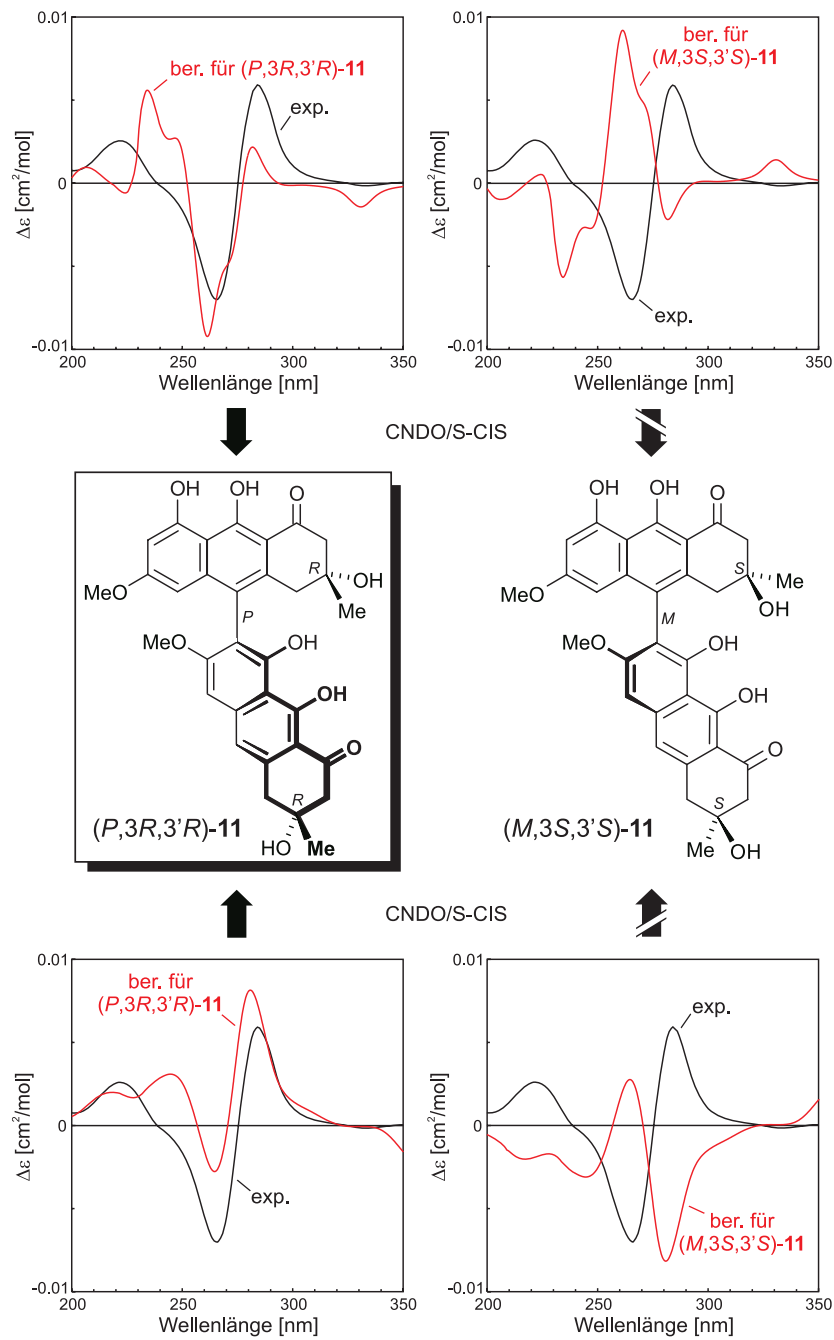 0.01
0
-0.01
Δε [cm²/mol]
ber. für (P,3R,3'R)-11
exp.
200 250 300 350
Wellenlänge [nm]
0.01
0
-0.01
Δε [cm²/mol]
ber. für
(M,3S,3'S)-11
exp.
200 250 300 350
Wellenlänge [nm]
CNDO/S-CIS
OH OH O
R
OH
MeO
Me
P
MeO
OH
OH
O
R
HO Me
(P,3R,3'R)-11
OH OH O
S
Me
MeO
OH
M
MeO
OH
OH
O
S
Me OH
(M,3S,3'S)-11
CNDO/S-CIS
0.01
0
-0.01
Δε [cm²/mol]
ber. für
(P,3R,3'R)-11
exp.
exp.
200 250 300 350
Wellenlänge [nm]
0.01
0
-0.01
Δε [cm²/mol]
exp.
ber. für
(M,3S,3'S)-11
200 250 300 350
Wellenlänge [nm]